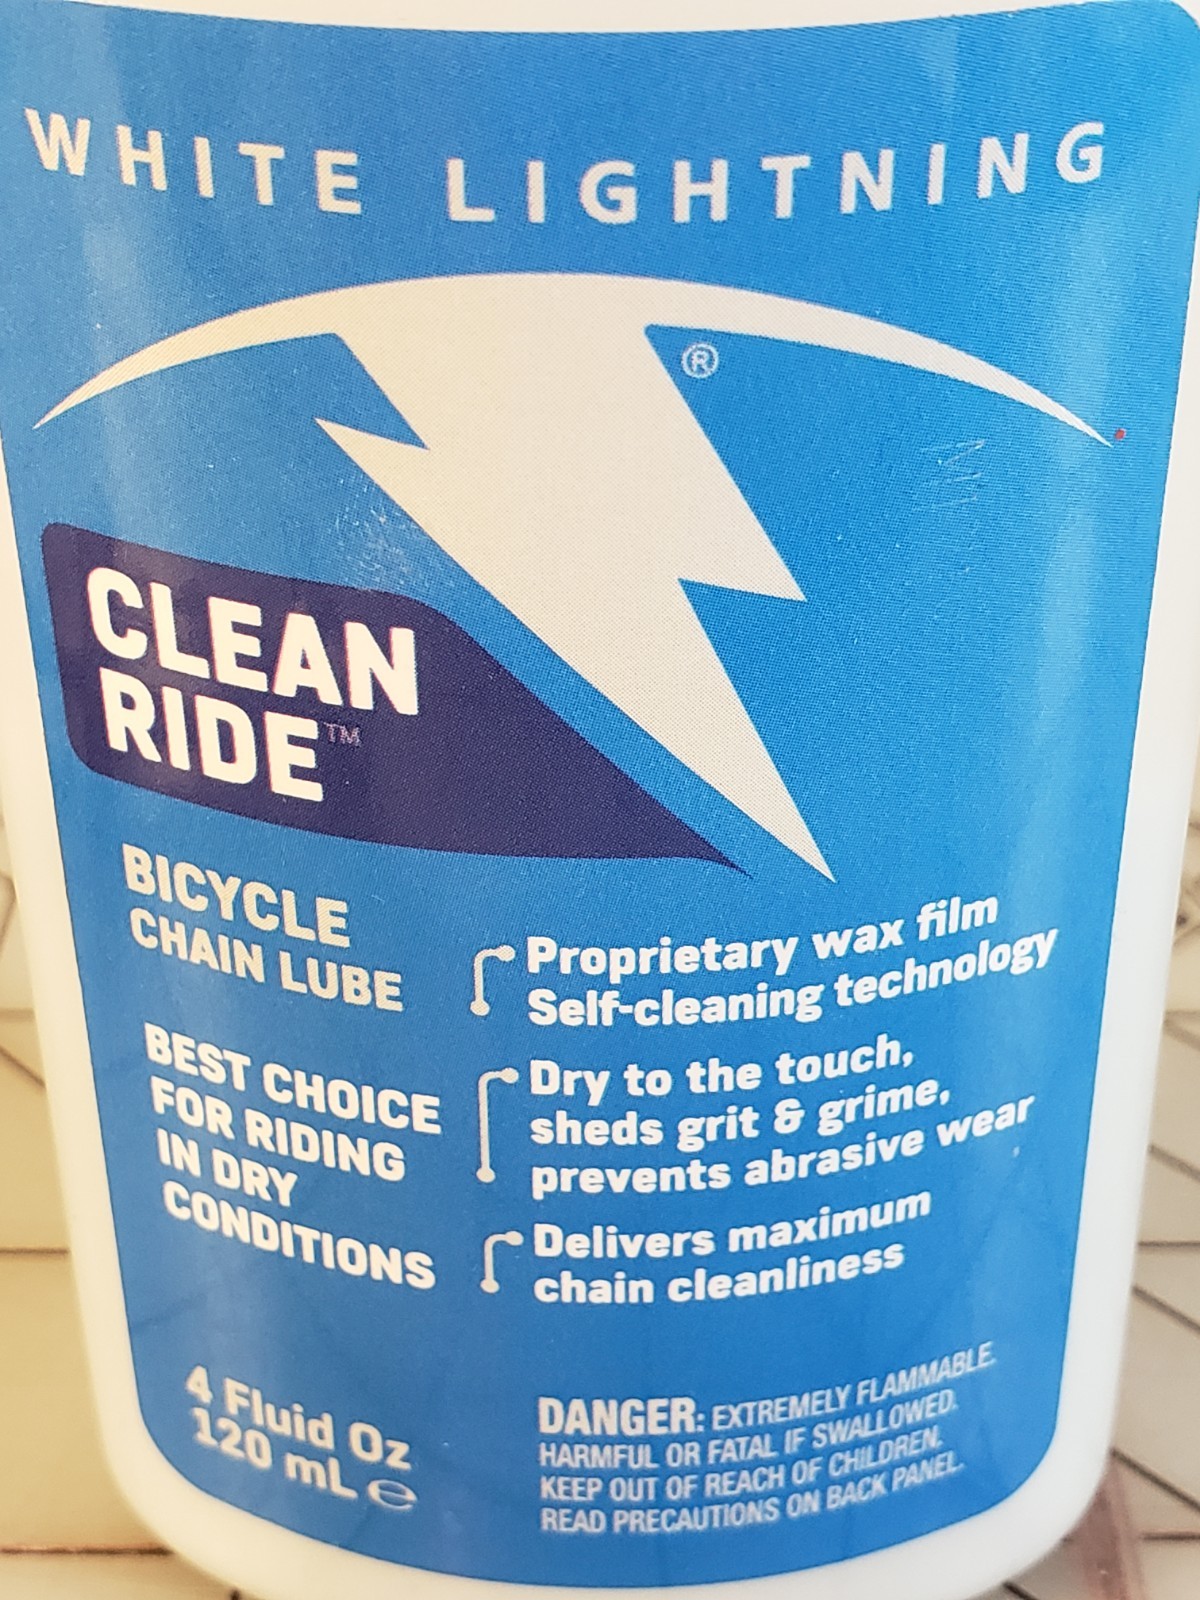 WHITE LIGHTNING
®
CLEAN
RIDE™
BICYCLE
CHAIN LUBE
BEST CHOICE
FOR RIDING
IN DRY
CONDITIONS
Proprietary wax film
Self-cleaning technology
Dry to the touch,
sheds grit & grime,
prevents abrasive wear
Delivers maximum
chain cleanliness
4 Fluid Oz
120 mL ℮
DANGER: EXTREMELY FLAMMABLE.
HARMFUL OR FATAL IF SWALLOWED.
KEEP OUT OF REACH OF CHILDREN.
READ PRECAUTIONS ON BACK PANEL.